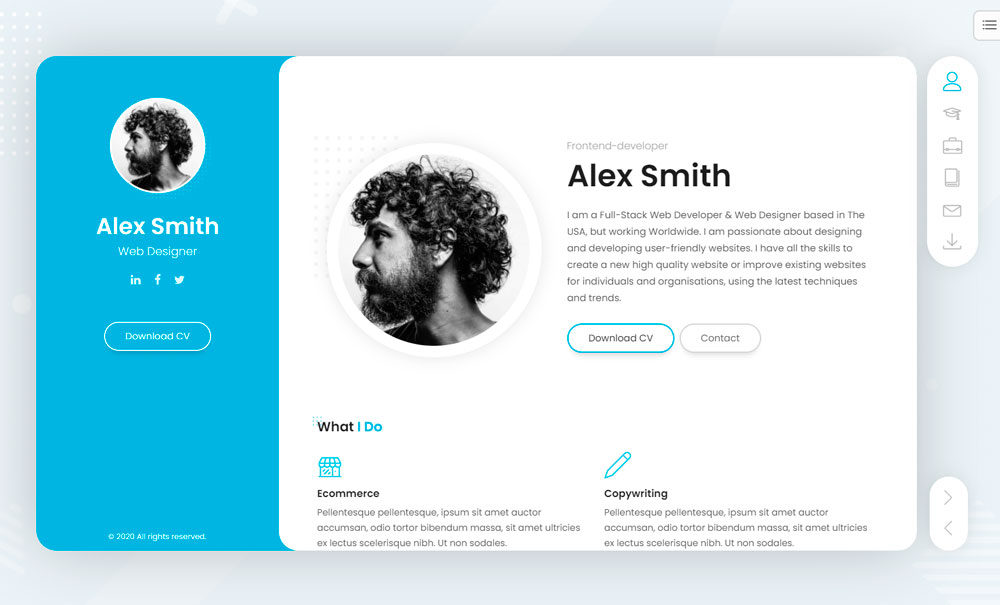 Alex Smith
Web Designer
Download CV
© 2020 All rights reserved.
Frontend-developer
Alex Smith
I am a Full-Stack Web Developer & Web Designer based in The
USA, but working Worldwide. I am passionate about designing
and developing user-friendly websites. I have all the skills to
create a new high quality website or improve existing websites
for individuals and organisations, using the latest techniques
and trends.
Download CV
Contact
What I Do
Ecommerce
Pellentesque pellentesque, ipsum sit amet auctor
accumsan, odio tortor bibendum massa, sit amet ultricies
ex lectus scelerisque nibh. Ut non sodales.
Copywriting
Pellentesque pellentesque, ipsum sit amet auctor
accumsan, odio tortor bibendum massa, sit amet ultricies
ex lectus scelerisque nibh. Ut non sodales.